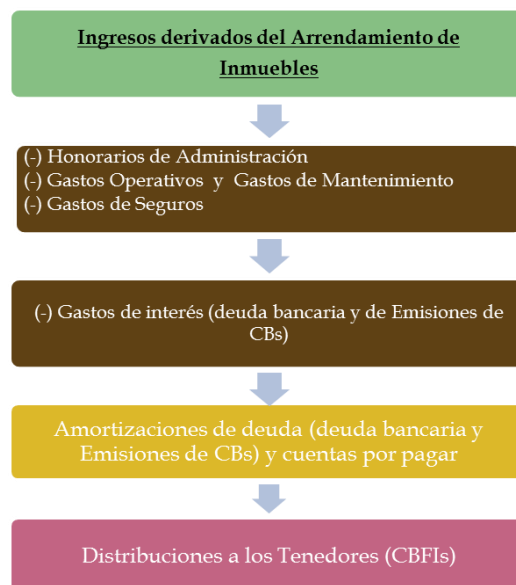 Ingresos derivados del Arrendamiento de
Inmuebles
(-) Honorarios de Administración
(-) Gastos Operativos y Gastos de Mantenimiento
(-) Gastos de Seguros
(-) Gastos de interés (deuda bancaria y de Emisiones de
CBs)
Amortizaciones de deuda (deuda bancaria y
Emisiones de CBs) y cuentas por pagar
Distribuciones a los Tenedores (CBFIs)